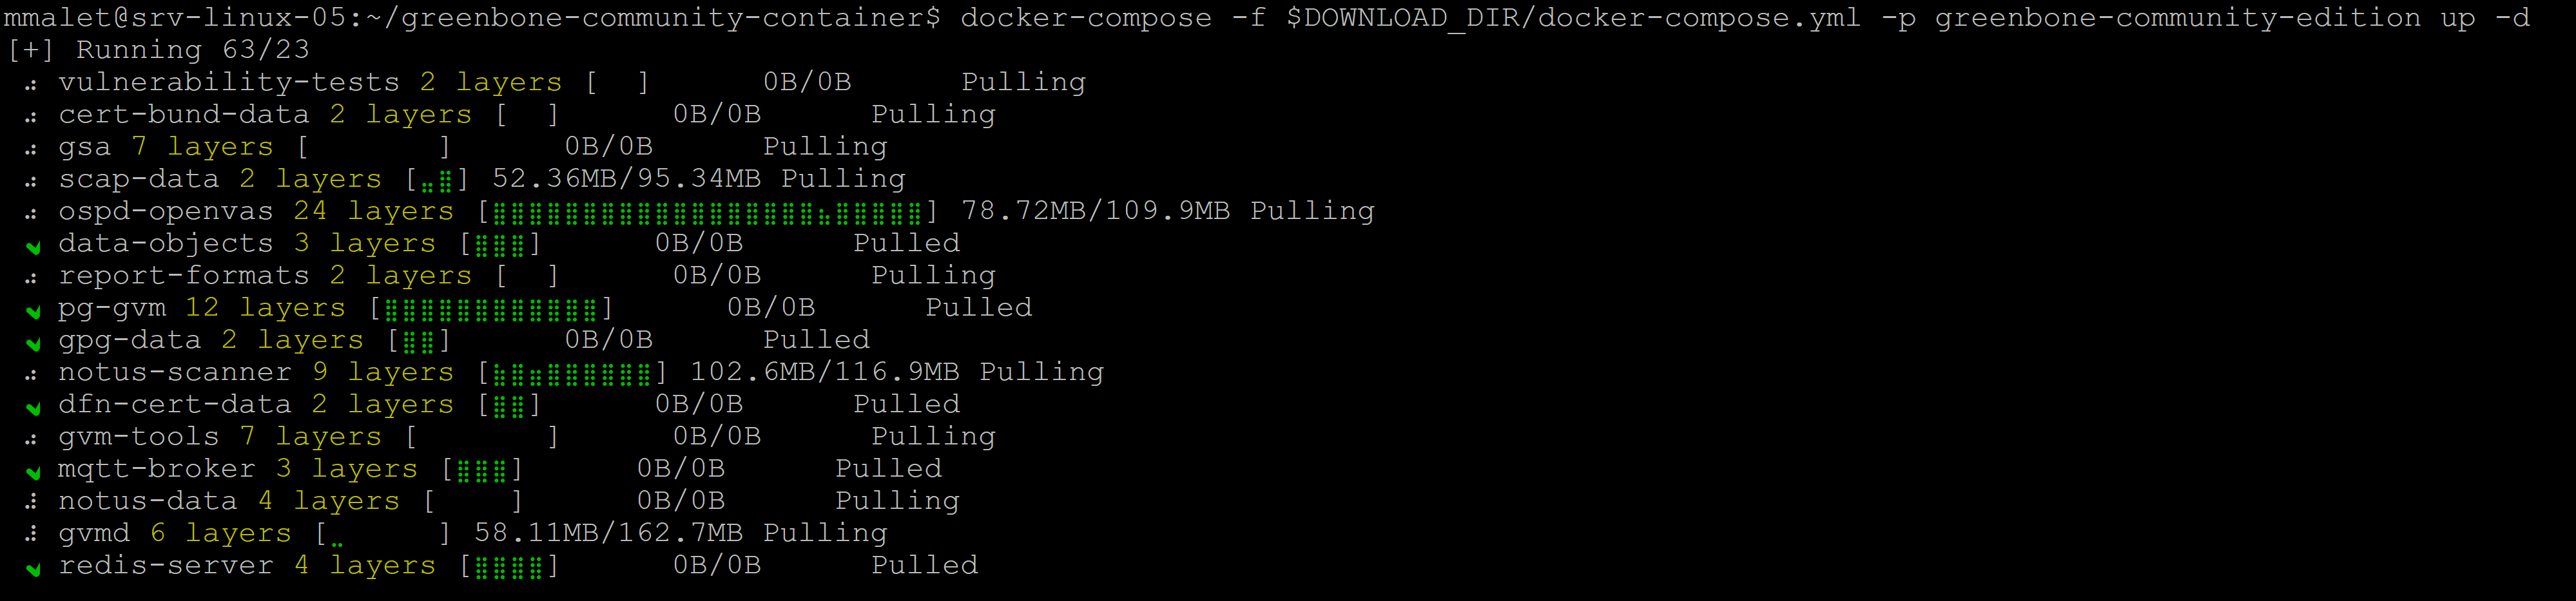 mmalet@srv-linux-05:~/greenbone-community-container$ docker-compose -f $DOWNLOAD_DIR/docker-compose.yml -p greenbone-community-edition up -d
[+] Running 63/23
⠴ vulnerability-tests 2 layers [⠀⠀] 0B/0B Pulling
⠴ cert-bund-data 2 layers [⠀⠀] 0B/0B Pulling
⠴ gsa 7 layers [⠀⠀⠀⠀⠀⠀⠀] 0B/0B Pulling
⠴ scap-data 2 layers [⣤⣿] 52.36MB/95.34MB Pulling
⠴ ospd-openvas 24 layers [⣿⣿⣿⣿⣿⣿⣿⣿⣿⣿⣿⣿⣿⣿⣿⣿⣿⣿⣦⣿⣿⣿⣿⣿] 78.72MB/109.9MB Pulling
✔ data-objects 3 layers [⣿⣿⣿] 0B/0B Pulled
⠴ report-formats 2 layers [⠀⠀] 0B/0B Pulling
✔ pg-gvm 12 layers [⣿⣿⣿⣿⣿⣿⣿⣿⣿⣿⣿⣿] 0B/0B Pulled
✔ gpg-data 2 layers [⣿⣿] 0B/0B Pulled
⠴ notus-scanner 9 layers [⣷⣿⣶⣿⣿⣿⣿⣿⣿] 102.6MB/116.9MB Pulling
✔ dfn-cert-data 2 layers [⣿⣿] 0B/0B Pulled
⠴ gvm-tools 7 layers [⠀⠀⠀⠀⠀⠀⠀] 0B/0B Pulling
✔ mqtt-broker 3 layers [⣿⣿⣿] 0B/0B Pulled
⠸ notus-data 4 layers [⠀⠀⠀⠀] 0B/0B Pulling
⠼ gvmd 6 layers [⣤⠀⠀⠀⠀⠀] 58.11MB/162.7MB Pulling
✔ redis-server 4 layers [⣿⣿⣿⣿] 0B/0B Pulled